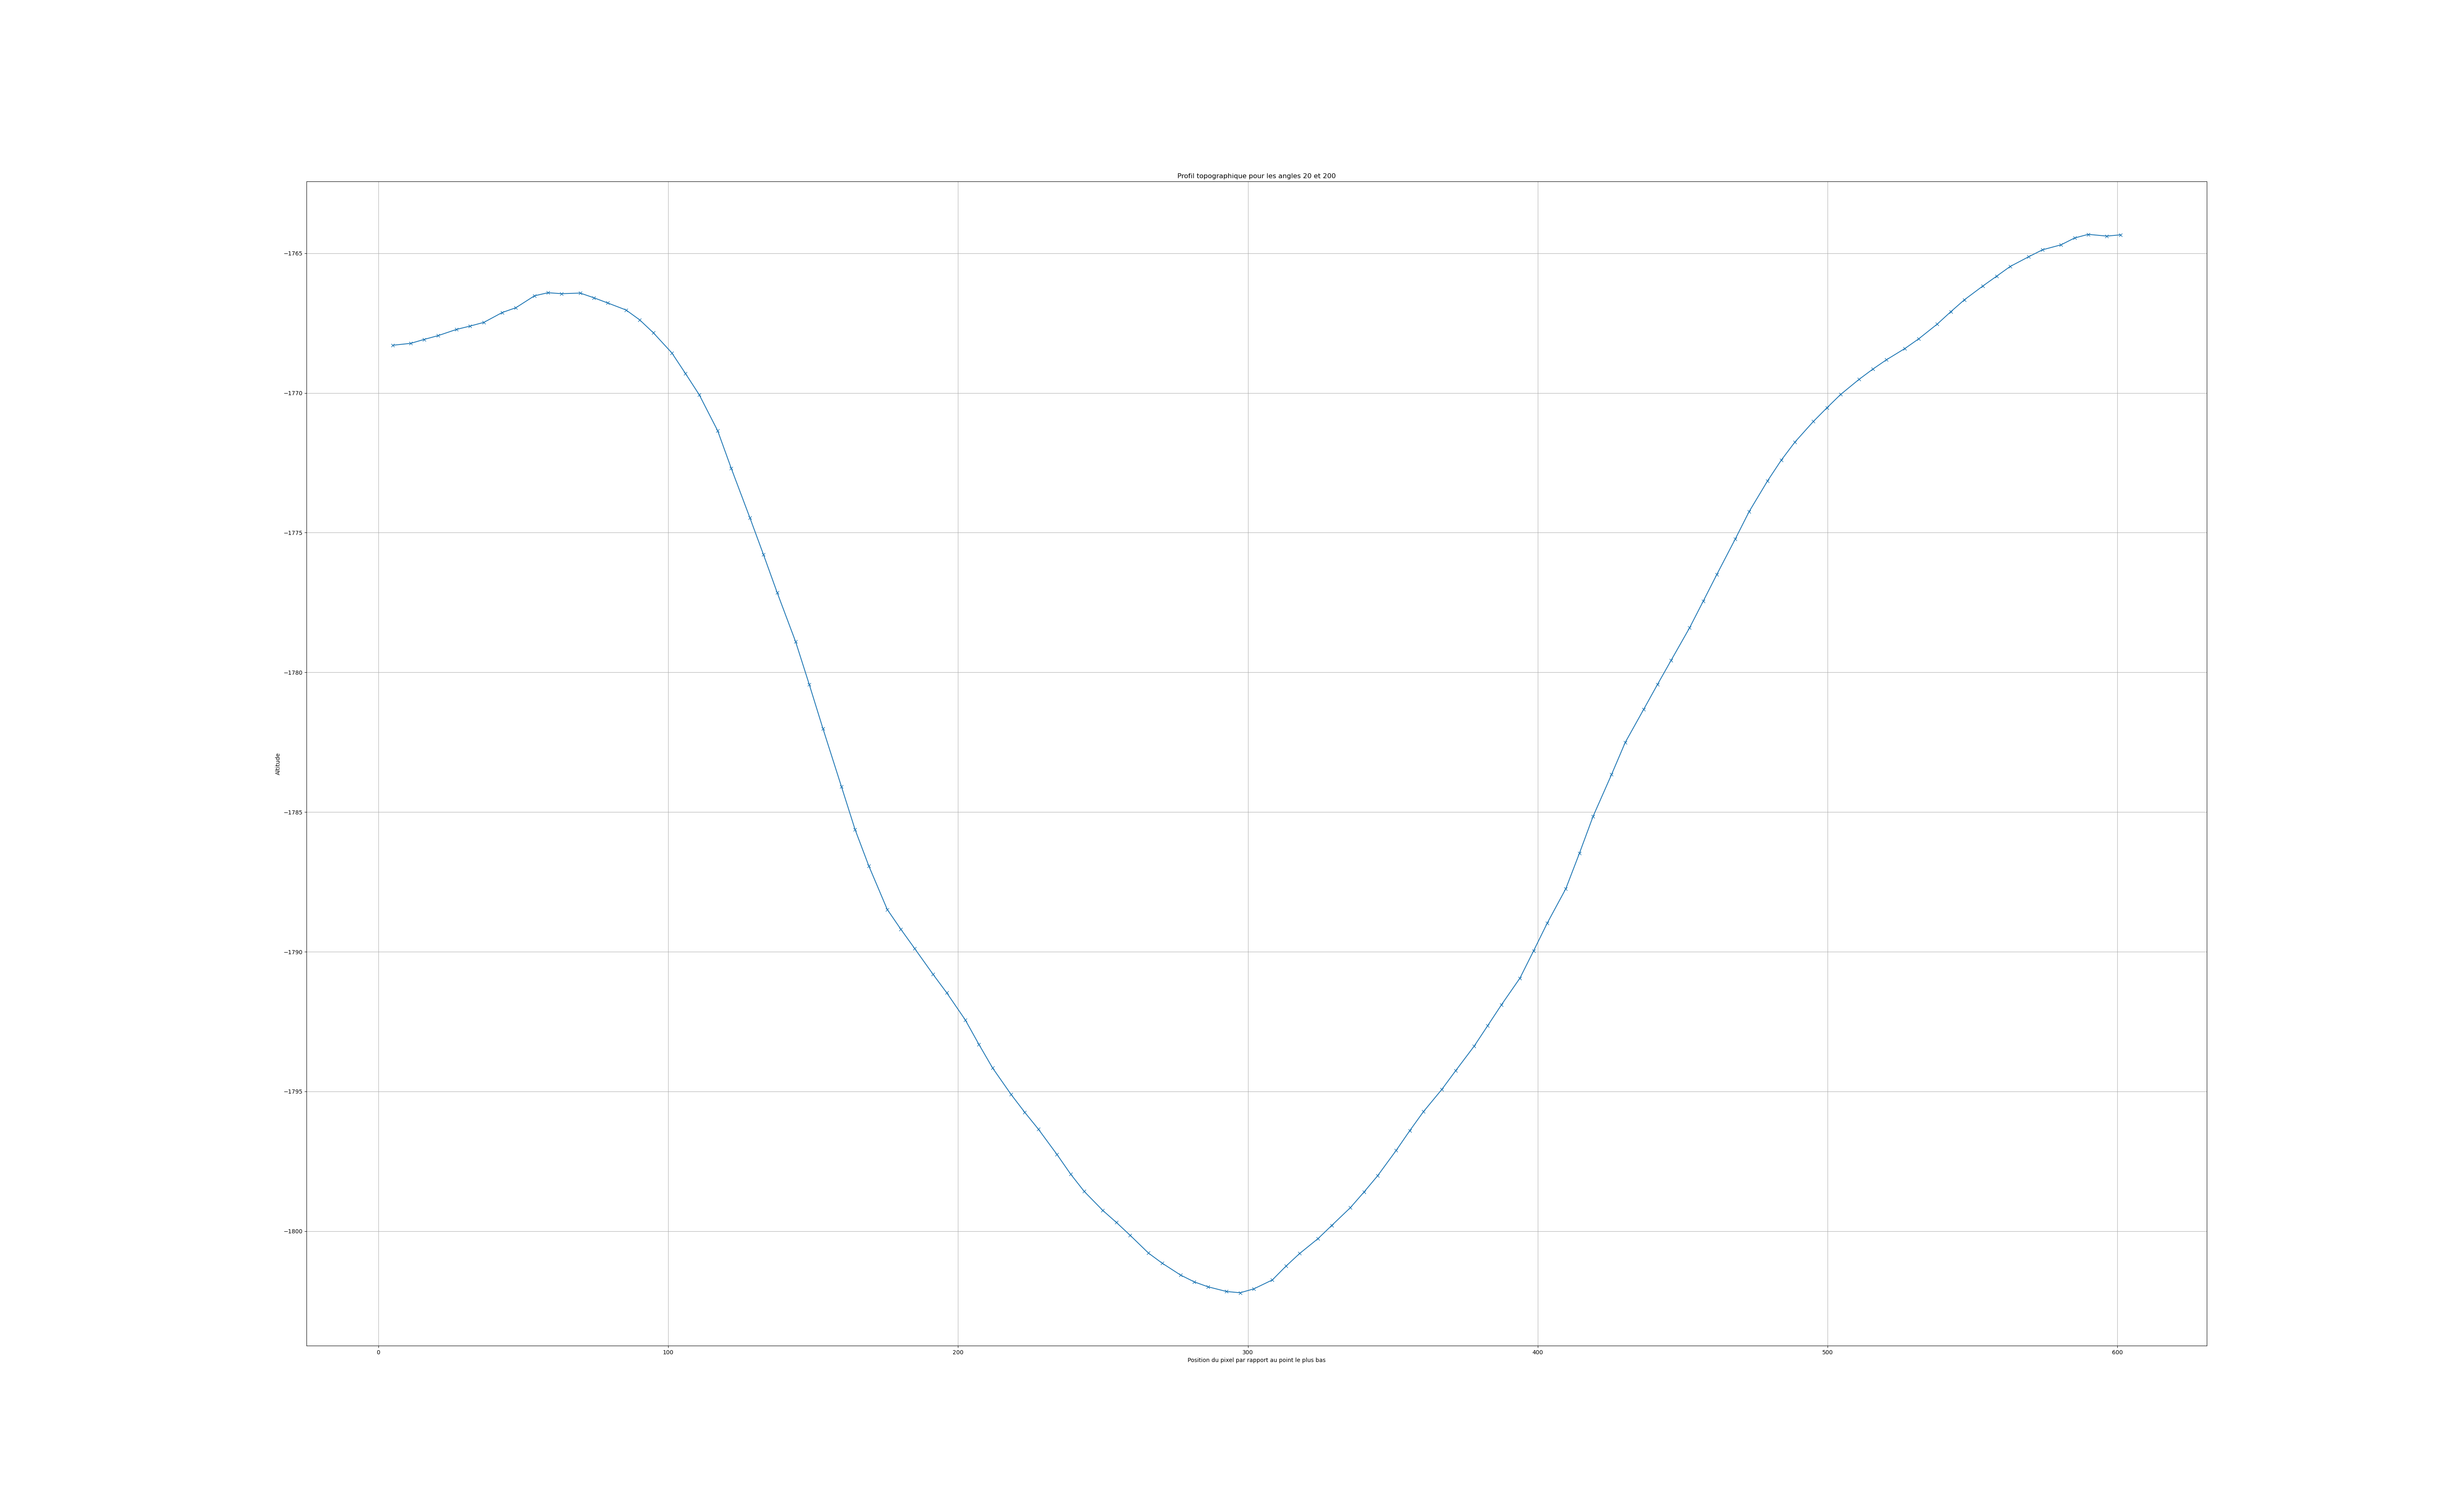 Profil topographique pour les angles 20 et 200
−1765
−1770
−1775
−1780
−1785
−1790
−1795
−1800
Altitude
0 100 200 300 400 500 600
Position du pixel par rapport au point le plus bas